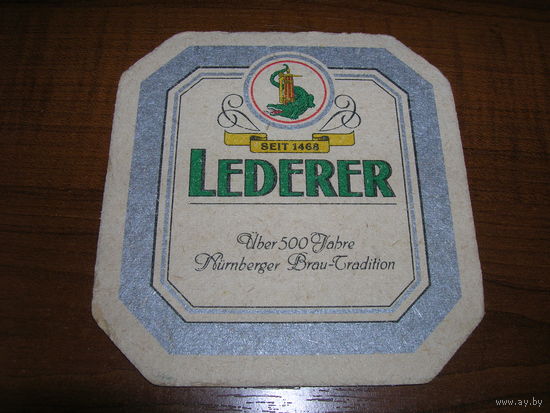 SEIT 1468
LEDERER
Über 500 Jahre
Nürnberger Brau-Tradition
www.ay.by